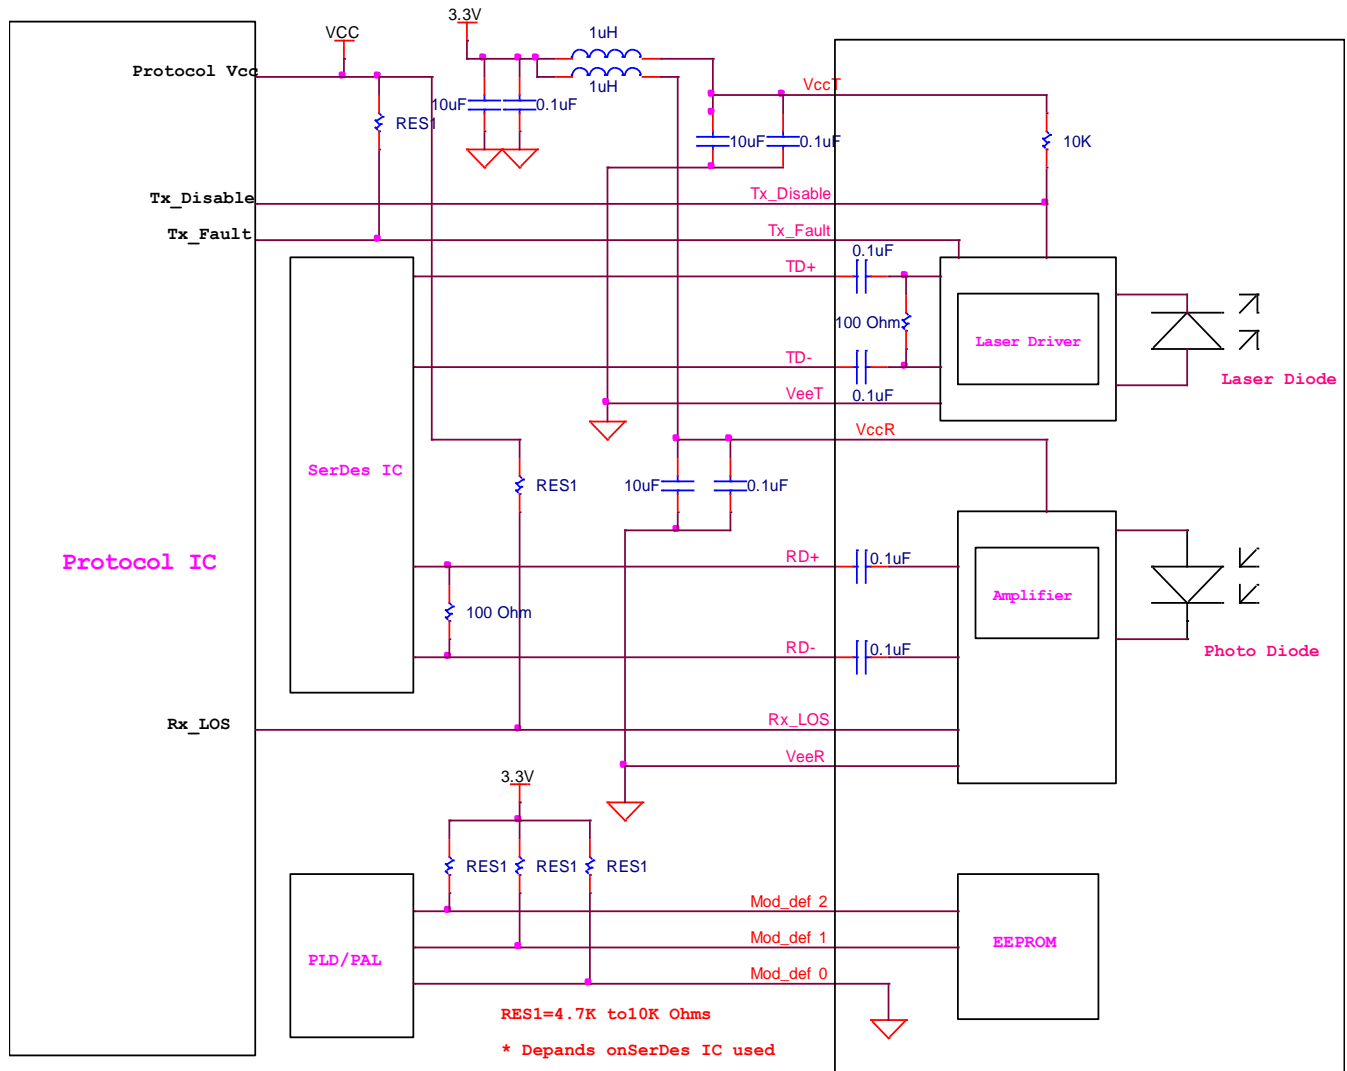 3.3V
VCC
1uH
Protocol Vcc
1uH
VccT
10uF
0.1uF
RES1
10uF
0.1uF
10K
Tx_Disable
Tx_Disable
Tx_Fault
Tx_Fault
0.1uF
TD+
100 Ohm
Laser Driver
TD-
Laser Diode
VeeT
0.1uF
VccR
SerDes IC
RES1
10uF
0.1uF
Protocol IC
RD+
0.1uF
Amplifier
100 Ohm
RD-
0.1uF
Photo Diode
Rx_LOS
Rx_LOS
VeeR
3.3V
RES1
RES1
RES1
Mod_def 2
Mod_def 1
EEPROM
PLD/PAL
Mod_def 0
RES1=4.7K to10K Ohms
* Depands onSerDes IC used